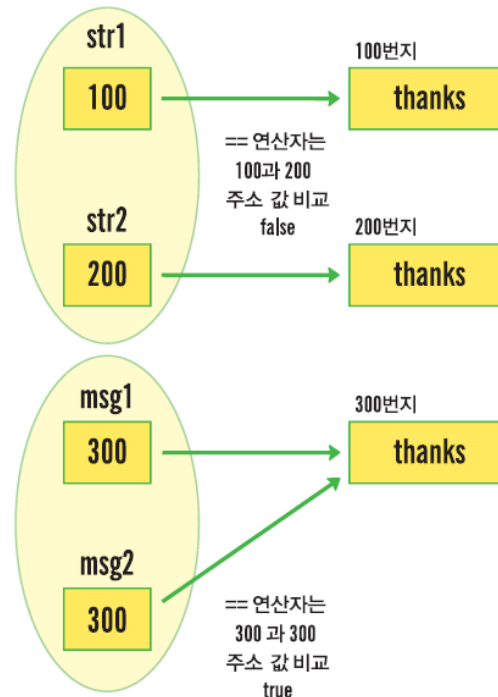 str1
100
100번지
thanks
== 연산자는
100과 200
주소 값 비교
false
str2
200
200번지
thanks
msg1
300
300번지
thanks
msg2
300
== 연산자는
300 과 300
주소 값 비교
true